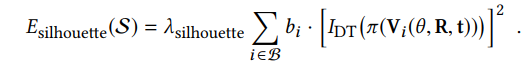 E_silhouette(𝒮) = λ_silhouette ∑_{i∈ℬ} b_i · [I_DT(π(V_i(θ, R, t)))]² .